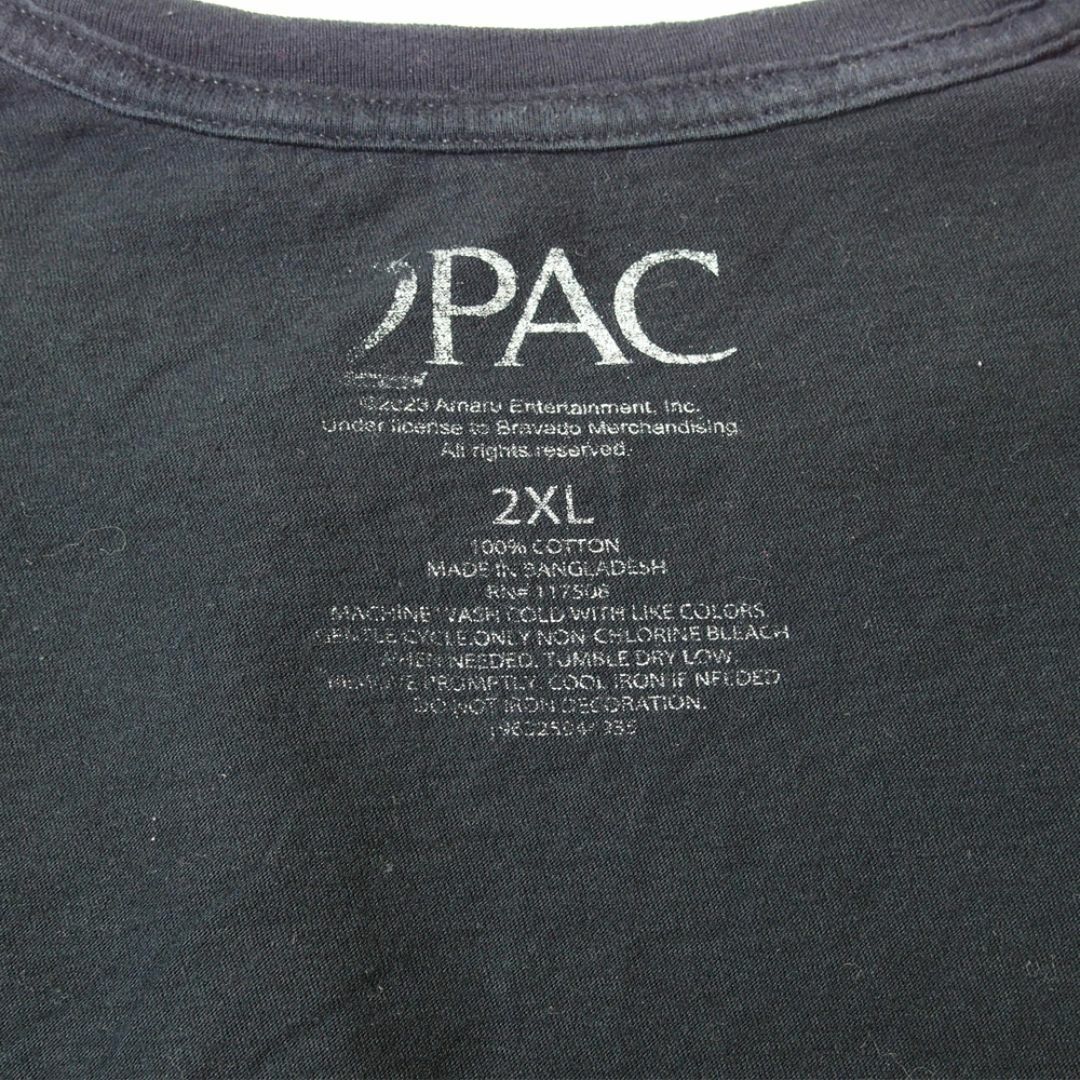 2PAC
©2023 Amaru Entertainment, Inc.
Under license to Bravado Merchandising
All rights reserved.
2XL
100% COTTON
MADE IN BANGLADESH
RN# 117508
MACHINE WASH COLD WITH LIKE COLORS
GENTLE CYCLE.ONLY NON-CHLORINE BLEACH
WHEN NEEDED. TUMBLE DRY LOW.
REMOVE PROMPTLY. COOL IRON IF NEEDED
DO NOT IRON DECORATION.